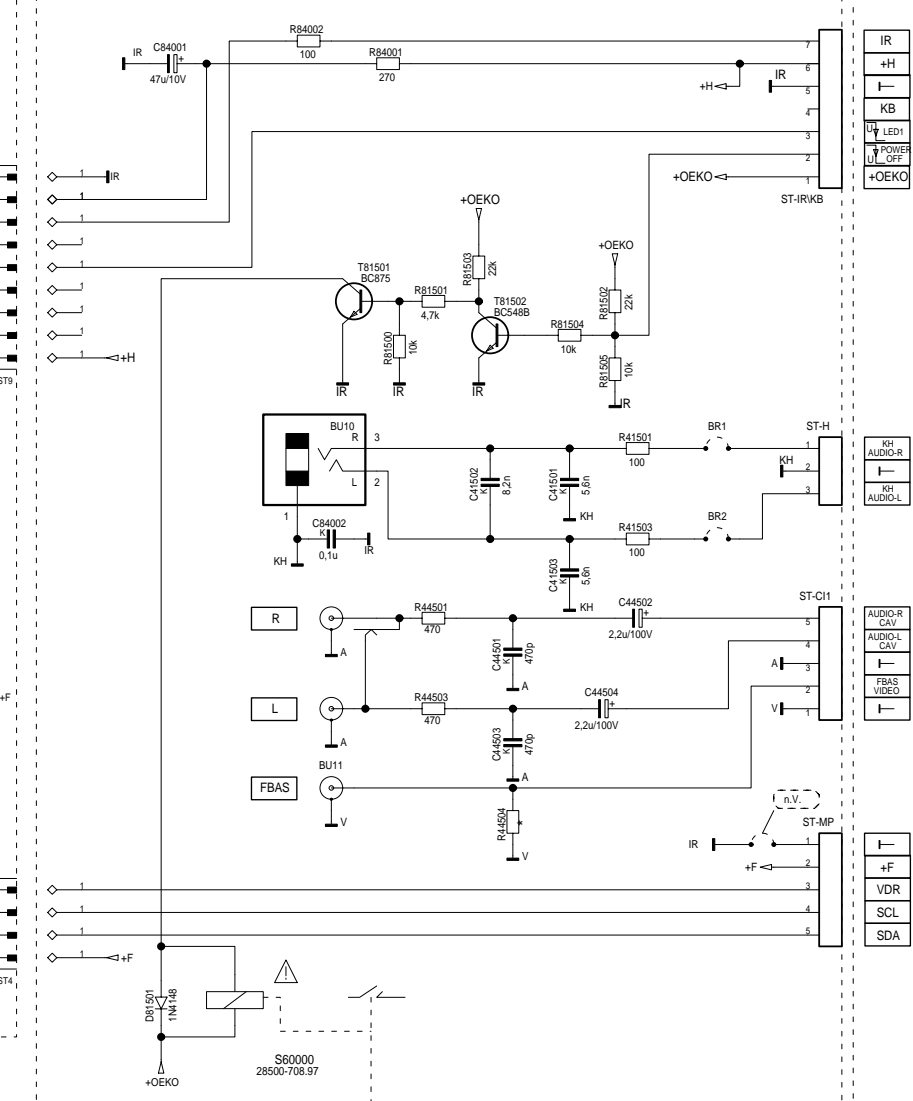 R84002
100
IR
C84001
+
47u/10V
R84001
270
7
6
5
4
3
2
1
+H
IR
+OEKO
ST-IR\KB
IR
+H
KB
U LED1
U POWER OFF
+OEKO
1
IR
1
1
1
1
1
1
1
1
+H
ST9
+OEKO
R81503
22k
T81501
BC875
R81501
4,7k
T81502
BC548B
R81500
10k
R81504
10k
+OEKO
R81502
22k
R81505
10k
IR
IR
IR
IR
BU10
R
3
L
2
1
C84002
K
0,1u
IR
KH
C41502
K
8,2n
C41501
K
5,6n
KH
R41501
100
BR1
ST-H
1
KH
2
3
KH
AUDIO-R
KH
AUDIO-L
R41503
100
BR2
C41503
K
5,6n
KH
R
A
R44501
470
C44501
K
470p
A
C44502
+
2,2u/100V
ST-CI1
5
4
A
3
2
V
1
AUDIO-R
CAV
AUDIO-L
CAV
FBAS
VIDEO
+F
L
A
R44503
470
C44503
K
470p
A
C44504
+
2,2u/100V
BU11
FBAS
V
R44504
*
V
n.V.
ST-MP
IR
1
+F
2
3
4
5
+F
VDR
SCL
SDA
1
1
1
1
+F
ST4
D81501
1N4148
+OEKO
!
S60000
28500-708.97